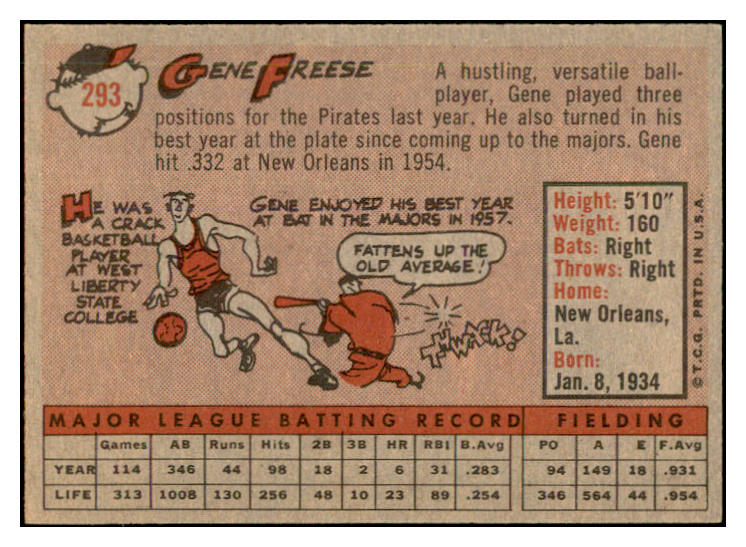 293
GENE FREESE
A hustling, versatile ball-
player, Gene played three
positions for the Pirates last year. He also turned in his
best year at the plate since coming up to the majors. Gene
hit .332 at New Orleans in 1954.
HE WAS
A CRACK
BASKETBALL
PLAYER
AT WEST
LIBERTY
STATE
COLLEGE
GENE ENJOYED HIS BEST YEAR
AT BAT IN THE MAJORS IN 1957.
FATTENS UP THE
OLD AVERAGE!
THWACK!
Height: 5'10"
Weight: 160
Bats: Right
Throws: Right
Home:
New Orleans,
La.
Born:
Jan. 8, 1934
©T.C.G. PRTD. IN U.S.A.
MAJOR LEAGUE BATTING RECORD FIELDING
Games AB Runs Hits 2B 3B HR RBI B.Avg PO A E F.Avg
YEAR 114 346 44 98 18 2 6 31 .283 94 149 18 .931
LIFE 313 1008 130 256 48 10 23 89 .254 346 564 44 .954